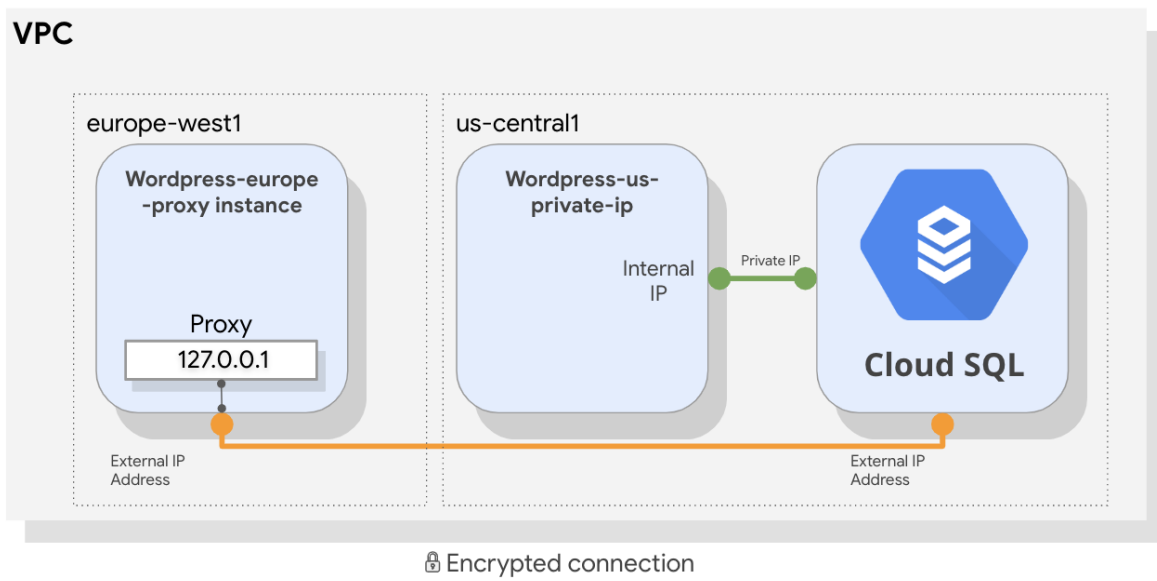 VPC
europe-west1
Wordpress-europe
-proxy instance
Proxy
127.0.0.1
External IP
Address
us-central1
Wordpress-us-
private-ip
Internal
IP
Private IP
Cloud SQL
External IP
Address
Encrypted connection